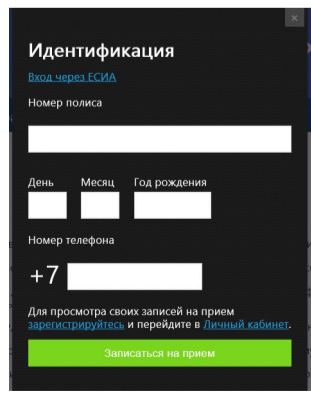 ×
Идентификация
Вход через ЕСИА
Номер полиса
День Месяц Год рождения
Номер телефона
+7
Для просмотра своих записей на прием
зарегистрируйтесь и перейдите в Личный кабинет.
Записаться на прием